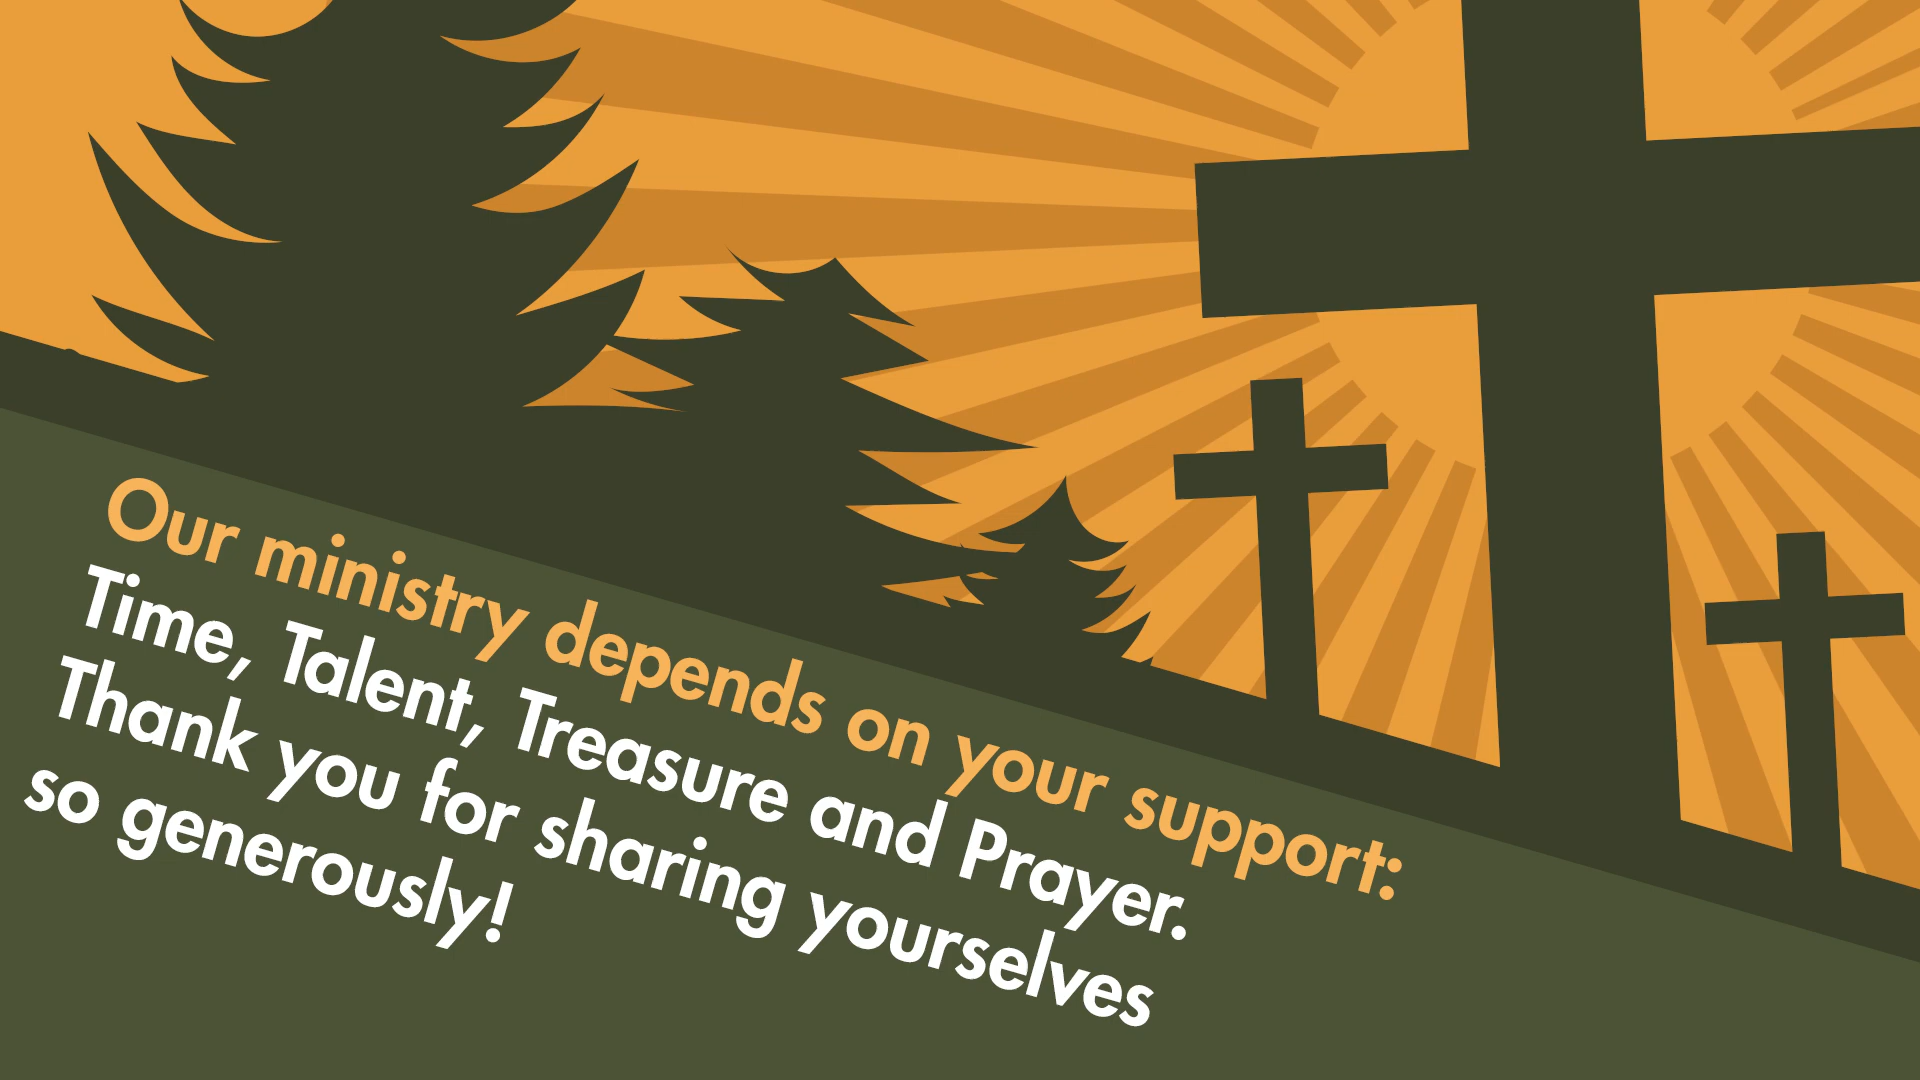 Our ministry depends on your support:
Time, Talent, Treasure and Prayer.
Thank you for sharing yourselves
so generously!